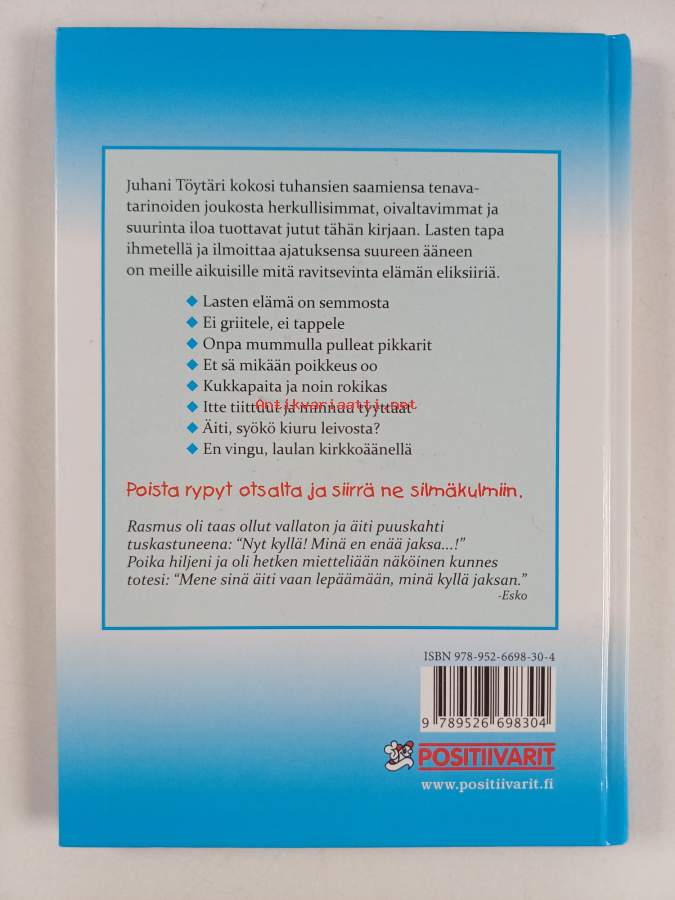 Juhani Töytäri kokosi tuhansien saamiensa tenava-
tarinoiden joukosta herkullisimmat, oivaltavimmat ja
suurinta iloa tuottavat jutut tähän kirjaan. Lasten tapa
ihmetellä ja ilmoittaa ajatuksensa suureen ääneen
on meille aikuisille mitä ravitsevinta elämän eliksiiriä.
◆ Lasten elämä on semmosta
◆ Ei griitele, ei tappele
◆ Onpa mummulla pulleat pikkarit
◆ Et sä mikään poikkeus oo
◆ Kukkapaita ja noin rokikas
◆ Itte tiittuut ja minnuu tyyttäät
Antikvariaatti.net
◆ Äiti, syökö kiuru leivosta?
◆ En vingu, laulan kirkkoäänellä
Poista rypyt otsalta ja siirrä ne silmäkulmiin.
Rasmus oli taas ollut vallaton ja äiti puuskahti
tuskastuneena: “Nyt kyllä! Minä en enää jaksa...!”
Poika hiljeni ja oli hetken mietteliään näköinen kunnes
totesi: “Mene sinä äiti vaan lepäämään, minä kyllä jaksan.”
-Esko
ISBN 978-952-6698-30-4
9 789526 698304
POSITIIVARIT
www.positiivarit.fi